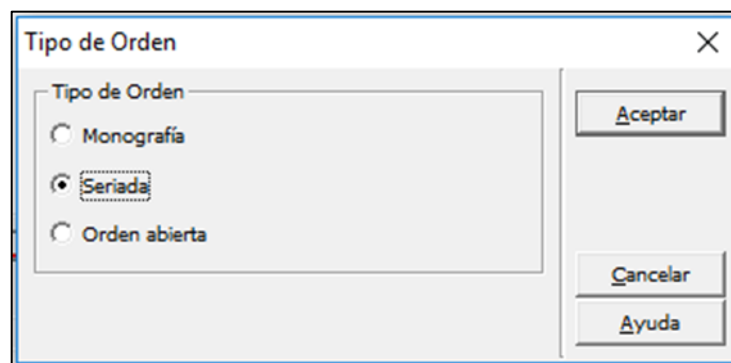 Tipo de Orden
Tipo de Orden
Monografía
Seriada
Orden abierta
Aceptar
Cancelar
Ayuda